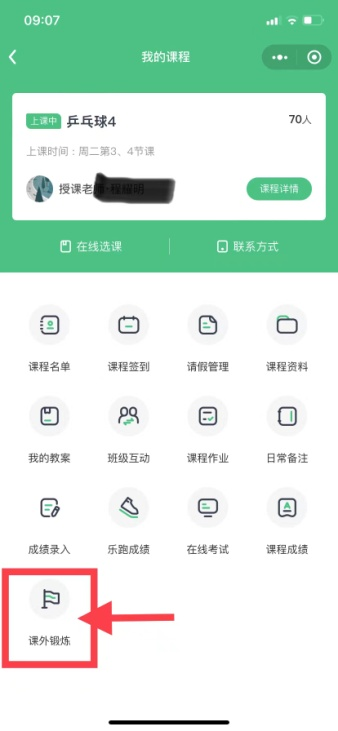 09:07
我的课程
上课中 乒乓球4 70人
上课时间：周二第3、4节课
授课老师 课程详情
在线选课 联系方式
课程名单 课程签到 请假管理 课程资料
我的教案 班级互动 课程作业 日常备注
成绩录入 乐跑成绩 在线考试 课程成绩
课外锻炼